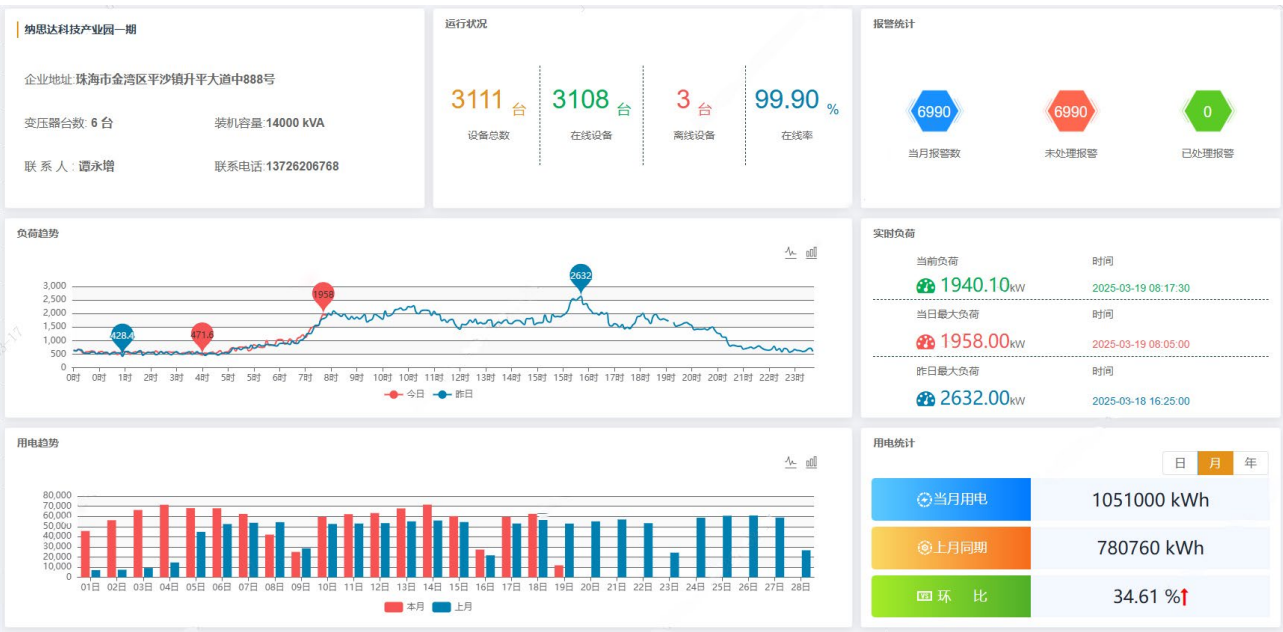 纳思达科技产业园一期
企业地址:珠海市金湾区平沙镇升平大道中888号
变压器台数: 6 台 装机容量:14000 kVA
联 系 人 : 谭永增 联系电话:13726206768
运行状况
3111 台 3108 台 3 台 99.90 %
设备总数 在线设备 离线设备 在线率
报警统计
6990 6990 0
当月报警数 未处理报警 已处理报警
负荷趋势
3,000
2,500
2,000
1,500
1,000
500
0
428.4 471.6 1958 2632
0时 0时 1时 2时 3时 4时 5时 5时 6时 7时 8时 9时 10时 10时 11时 12时 13时 14时 15时 15时 16时 17时 18时 19时 20时 20时 21时 22时 23时
今日 昨日
实时负荷
当前负荷 时间
1940.10kW 2025-03-19 08:17:30
当日最大负荷 时间
1958.00kW 2025-03-19 08:05:00
昨日最大负荷 时间
2632.00kW 2025-03-18 16:25:00
用电趋势
80,000
70,000
60,000
50,000
40,000
30,000
20,000
10,000
0
01日 02日 03日 04日 05日 06日 07日 08日 09日 10日 11日 12日 13日 14日 15日 16日 17日 18日 19日 20日 21日 22日 23日 24日 25日 26日 27日 28日
本月 上月
用电统计
日 月 年
当月用电 1051000 kWh
上月同期 780760 kWh
环 比 34.61 %